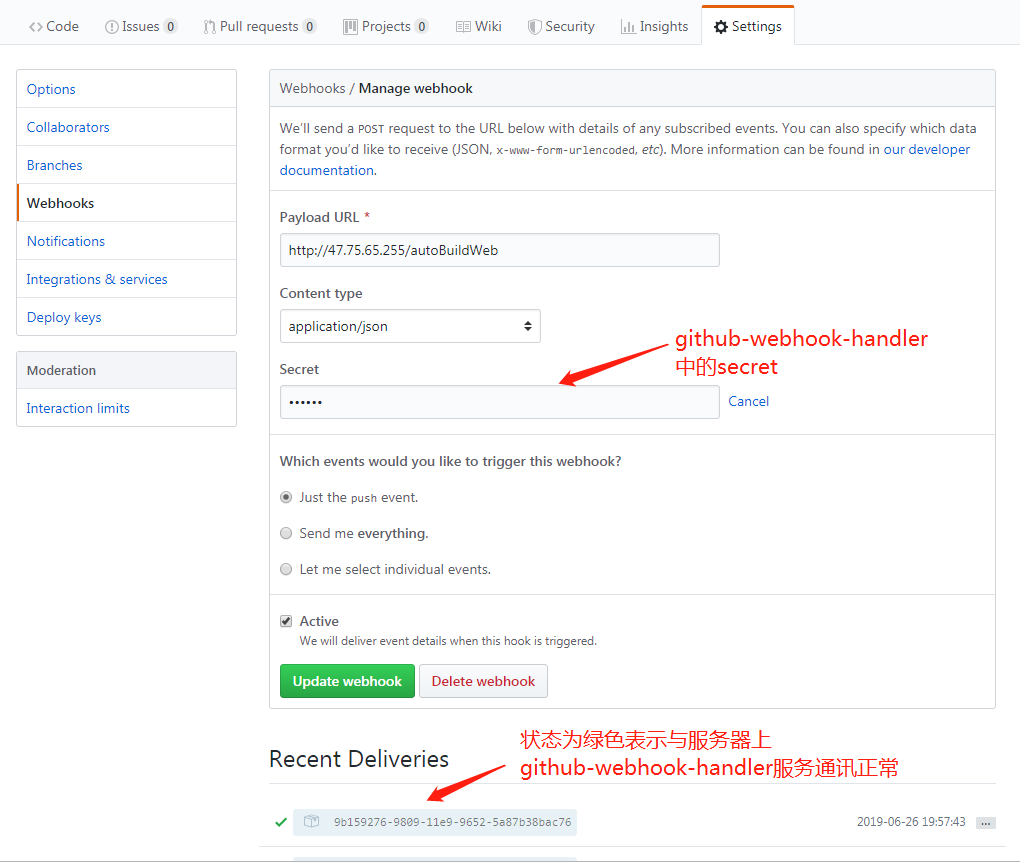 Code Issues 0 Pull requests 0 Projects 0 Wiki Security Insights Settings
Options
Collaborators
Branches
Webhooks
Notifications
Integrations & services
Deploy keys
Moderation
Interaction limits
Webhooks / Manage webhook
We'll send a POST request to the URL below with details of any subscribed events. You can also specify which data
format you'd like to receive (JSON, x-www-form-urlencoded, etc). More information can be found in our developer
documentation.
Payload URL *
http://47.75.65.255/autoBuildWeb
Content type
application/json
github-webhook-handler
中的secret
Secret
••••••
Cancel
Which events would you like to trigger this webhook?
Just the push event.
Send me everything.
Let me select individual events.
Active
We will deliver event details when this hook is triggered.
Update webhook Delete webhook
状态为绿色表示与服务器上
github-webhook-handler服务通讯正常
Recent Deliveries
9b159276-9809-11e9-9652-5a87b38bac76 2019-06-26 19:57:43 ...